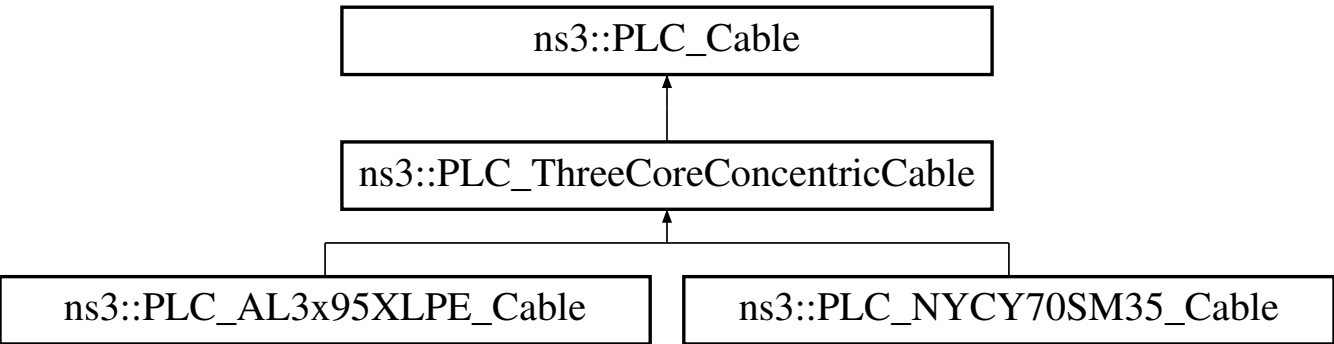 ns3::PLC_Cable
ns3::PLC_ThreeCoreConcentricCable
ns3::PLC_AL3x95XLPE_Cable
ns3::PLC_NYCY70SM35_Cable